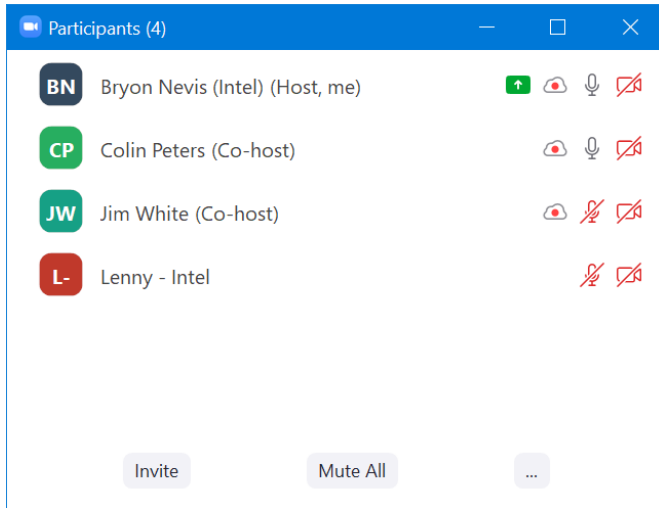 Participants (4)
BN Bryon Nevis (Intel) (Host, me)
CP Colin Peters (Co-host)
JW Jim White (Co-host)
L- Lenny - Intel
Invite Mute All ...